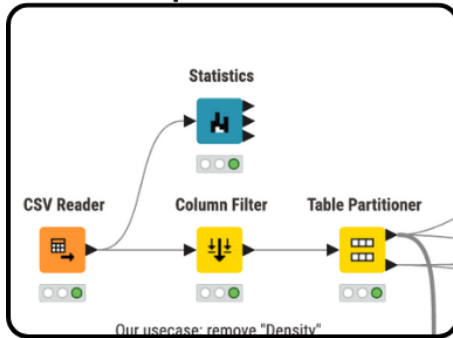 Statistics
CSV Reader
Column Filter
Table Partitioner
Our usecase: remove "Density"